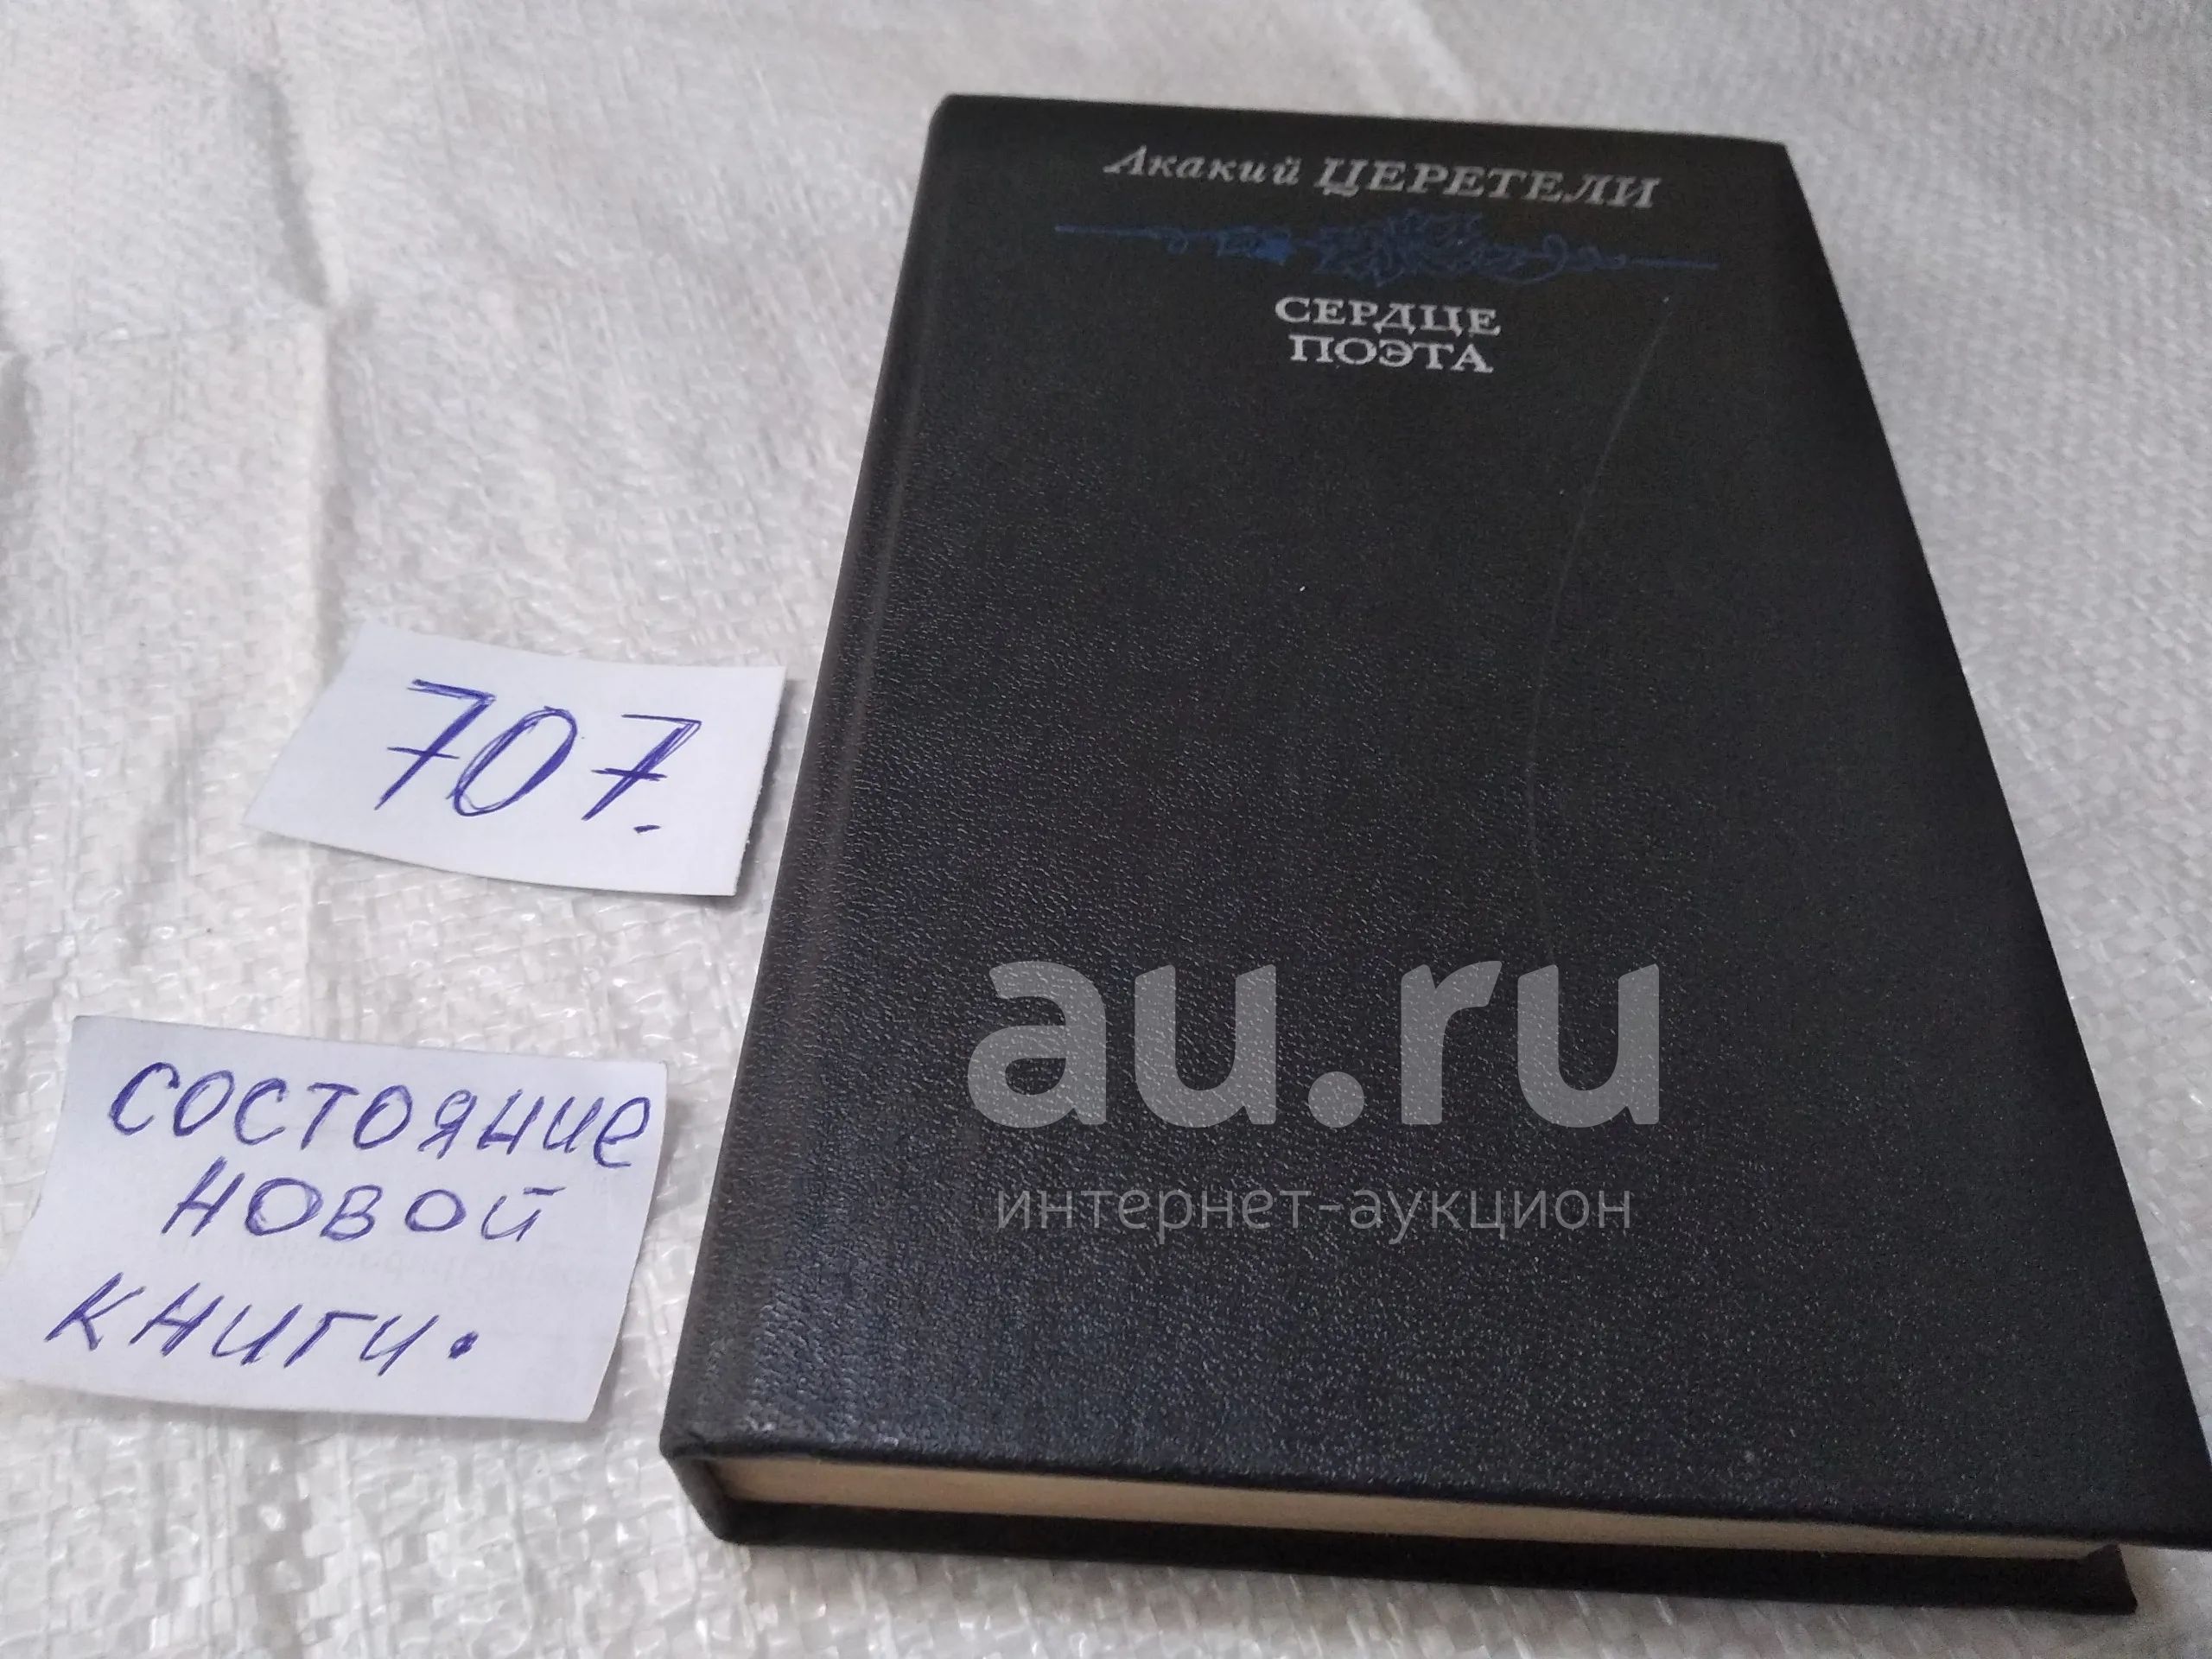 Акакий ЦЕРЕТЕЛИ
СЕРДЦЕ
ПОЭТА
707.
состояние
новой
книги.
au.ru
интернет-аукцион